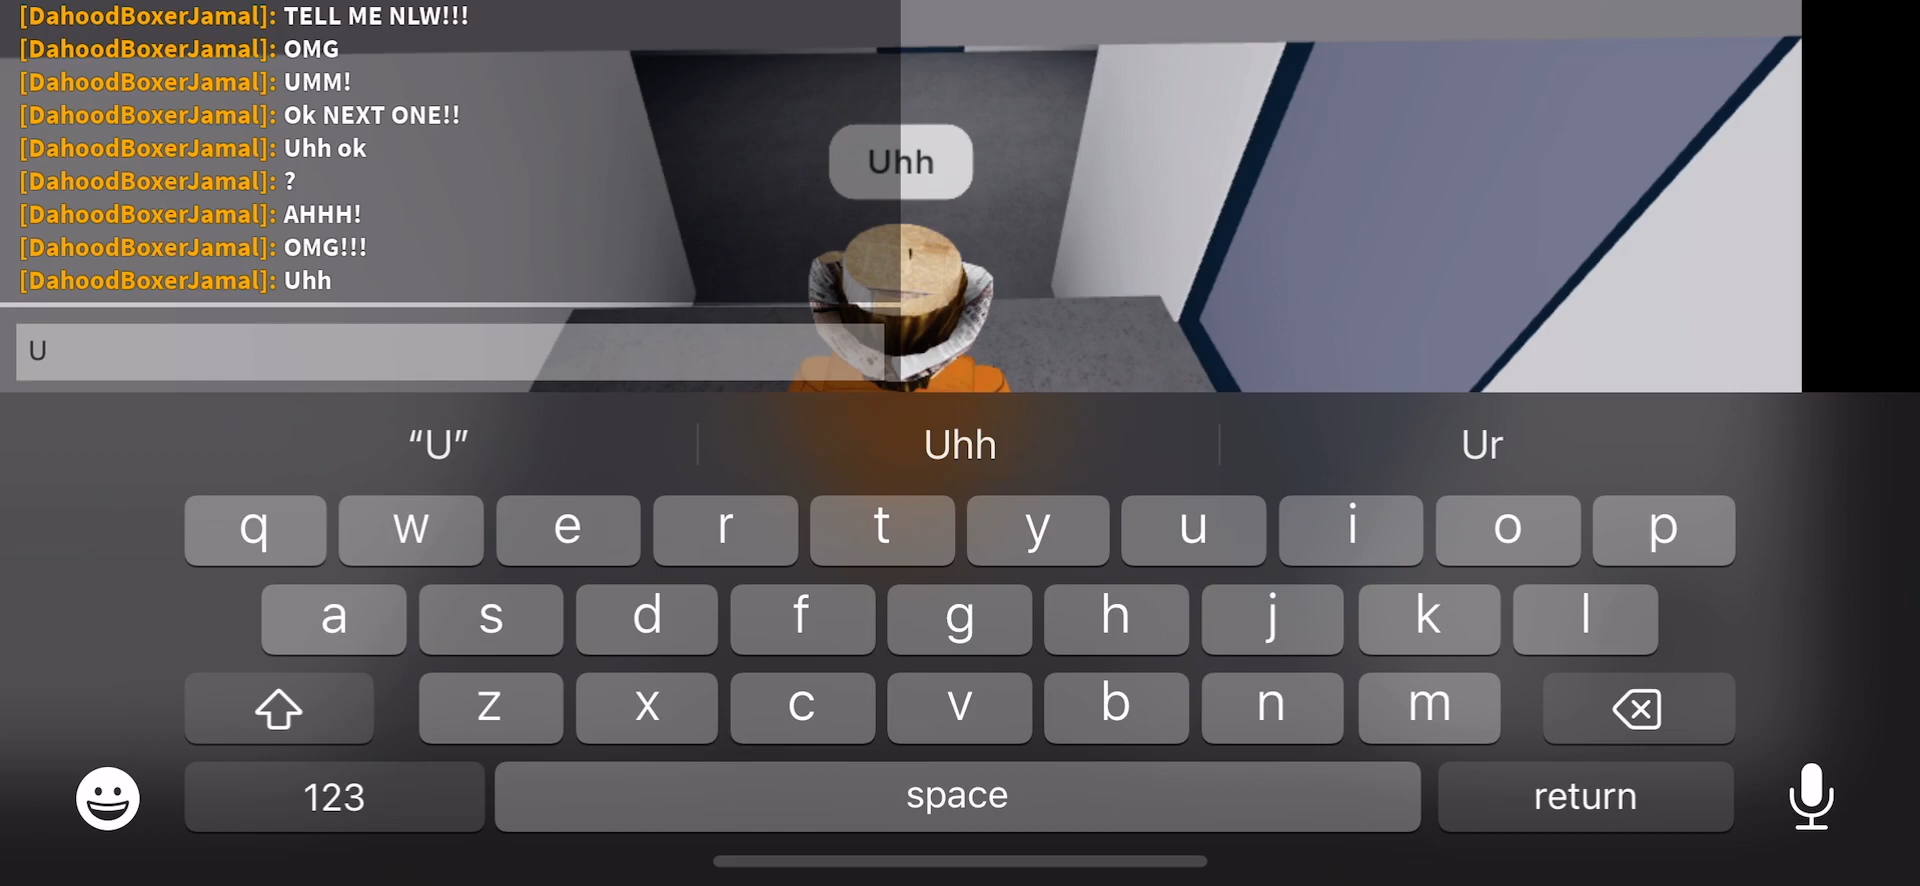 [DahoodBoxerJamal]: TELL ME NLW!!!
[DahoodBoxerJamal]: OMG
[DahoodBoxerJamal]: UMM!
[DahoodBoxerJamal]: Ok NEXT ONE!!
[DahoodBoxerJamal]: Uhh ok
[DahoodBoxerJamal]: ?
[DahoodBoxerJamal]: AHHH!
[DahoodBoxerJamal]: OMG!!!
[DahoodBoxerJamal]: Uhh
Uhh
U
“U” Uhh Ur
q w e r t y u i o p
a s d f g h j k l
z x c v b n m
123 space return